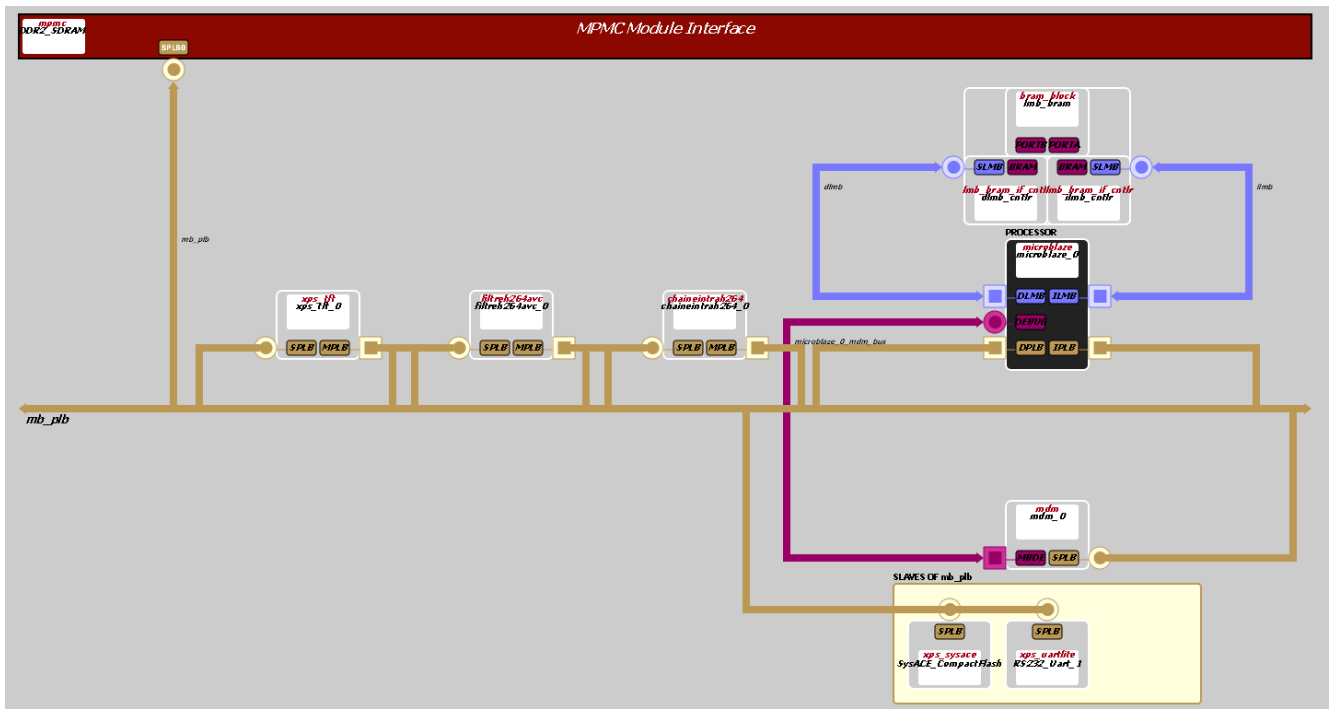 mpmc
DDR2_SDRAM
MPMC Module Interface
SPLB0
bram_block
lmb_bram
PORTB PORTA
SLMB BRAM BRAM SLMB
dlmb
ilmb
lmb_bram_if_cntlr lmb_bram_if_cntlr
dlmb_cntlr ilmb_cntlr
PROCESSOR
mb_plb
microblaze
microblaze_0
DLMB ILMB
xps_tft
xps_tft_0
filtreh264avc
filtreh264avc_0
chaineintrah264
chaineintrah264_0
DEBUG
microblaze_0_mdm_bus
SPLB MPLB
SPLB MPLB
SPLB MPLB
DPLB IPLB
mb_plb
mdm
mdm_0
MBDE SPLB
SLAVES OF mb_plb
SPLB SPLB
xps_sysace
SysACE_CompactFlash
xps_uartlite
RS232_Uart_1